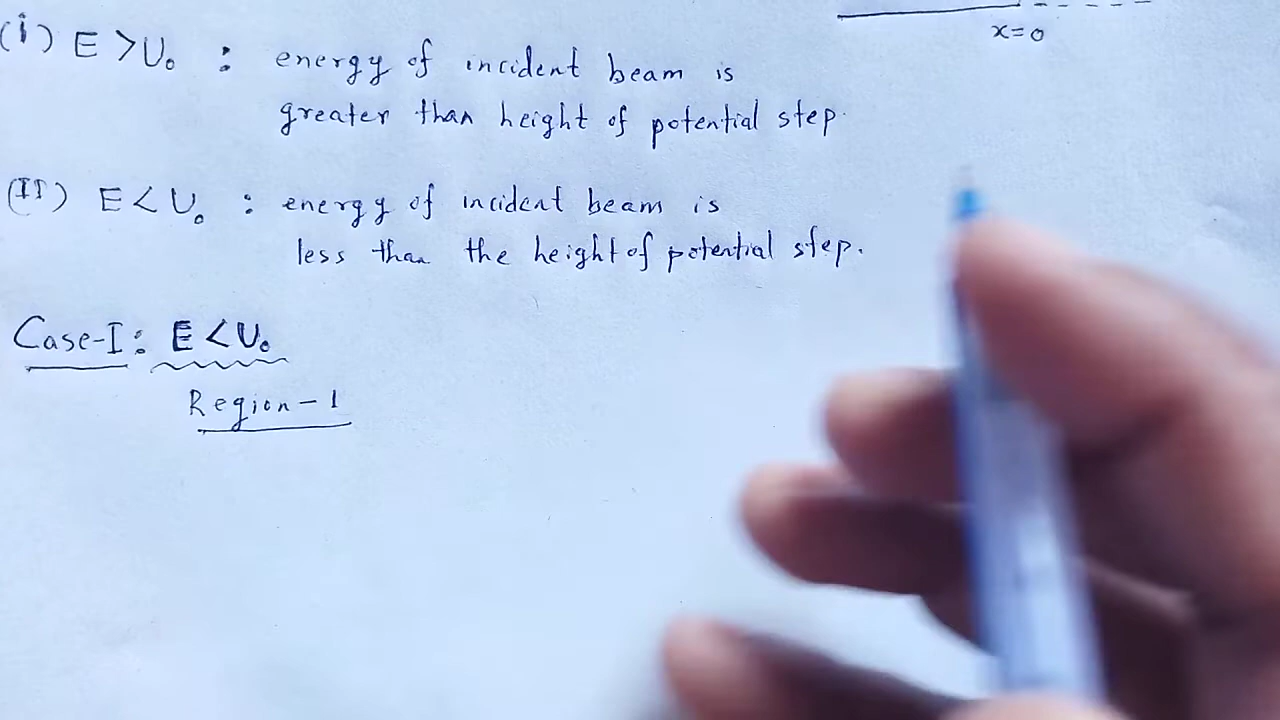 x=0
(i) E > U₀ : energy of incident beam is
greater than height of potential step.
(II) E < U₀ : energy of incident beam is
less than the height of potential step.
Case-I: E < U₀
Region-1